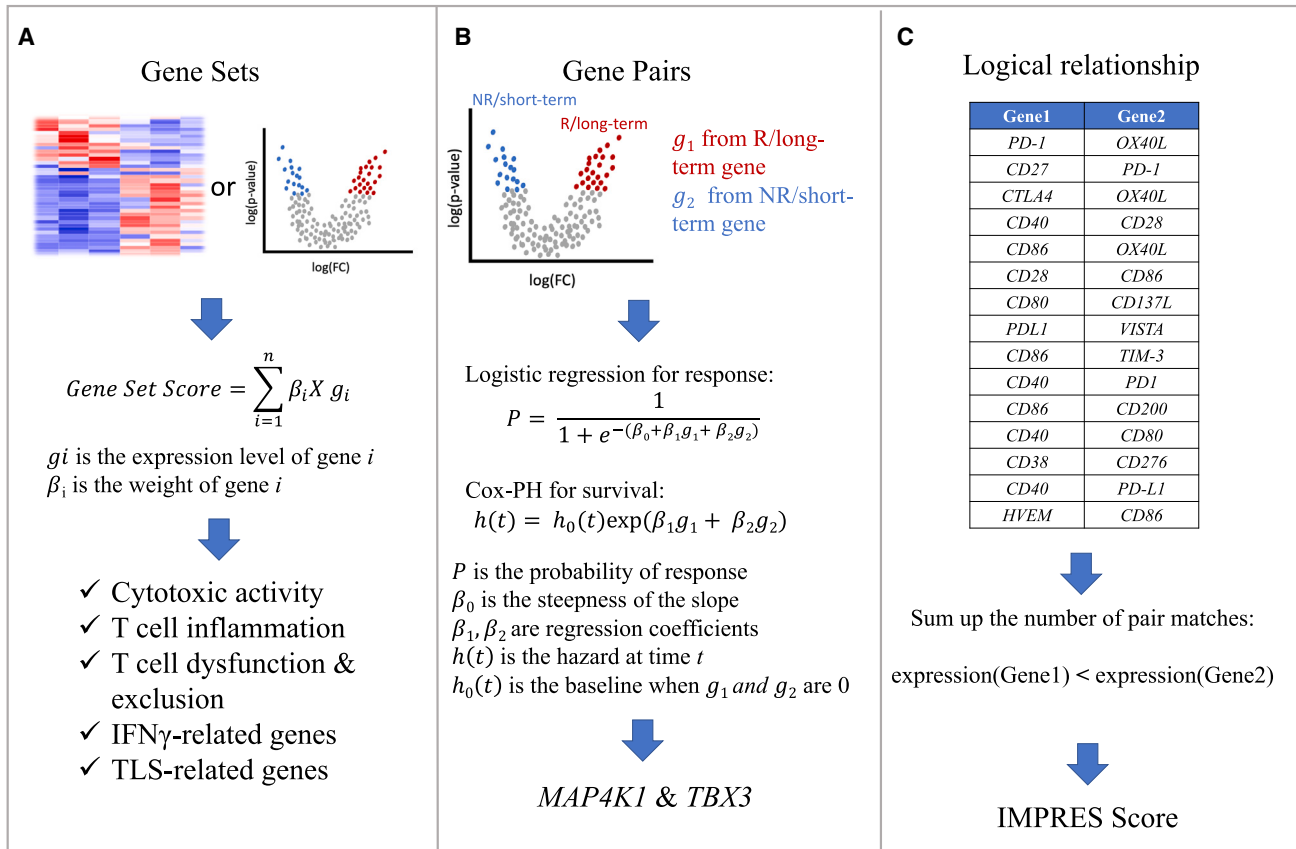 A
Gene Sets
or
log(p-value)
log(FC)
Gene Set Score = ∑ⁿᵢ₌₁ βᵢX gᵢ
gi is the expression level of gene i
βᵢ is the weight of gene i
✓ Cytotoxic activity
✓ T cell inflammation
✓ T cell dysfunction &
exclusion
✓ IFNγ-related genes
✓ TLS-related genes
B
Gene Pairs
NR/short-term
R/long-term
log(p-value)
log(FC)
g₁ from R/long-
term gene
g₂ from NR/short-
term gene
Logistic regression for response:
P = 1 / (1 + e^−(β₀+β₁g₁+ β₂g₂))
Cox-PH for survival:
h(t) = h₀(t)exp(β₁g₁ + β₂g₂)
P is the probability of response
β₀ is the steepness of the slope
β₁, β₂ are regression coefficients
h(t) is the hazard at time t
h₀(t) is the baseline when g₁ and g₂ are 0
MAP4K1 & TBX3
C
Logical relationship
Gene1 Gene2
PD-1 OX40L
CD27 PD-1
CTLA4 OX40L
CD40 CD28
CD86 OX40L
CD28 CD86
CD80 CD137L
PDL1 VISTA
CD86 TIM-3
CD40 PD1
CD86 CD200
CD40 CD80
CD38 CD276
CD40 PD-L1
HVEM CD86
Sum up the number of pair matches:
expression(Gene1) < expression(Gene2)
IMPRES Score